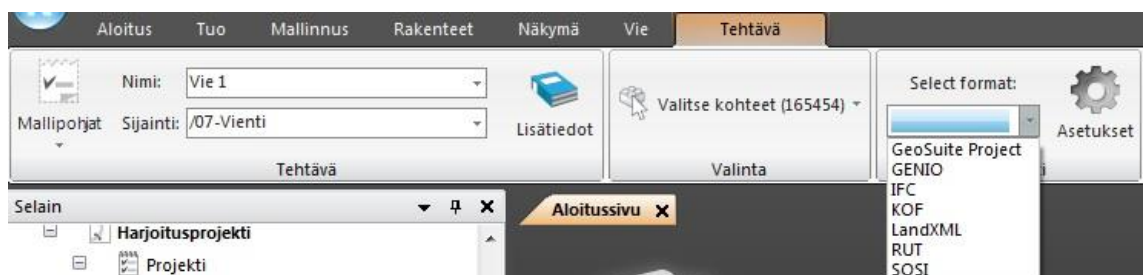 Aloitus Tuo Mallinnus Rakenteet Näkymä Vie Tehtävä
Nimi: Vie 1
Mallipohjat Sijainti: /07-Vienti
Lisätiedot
Tehtävä
Valitse kohteet (165454)
Valinta
Select format:
Asetukset
GeoSuite Project
GENIO
IFC
KOF
LandXML
RUT
SOSI
Selain
Aloitussivu
Harjoitusprojekti
Projekti